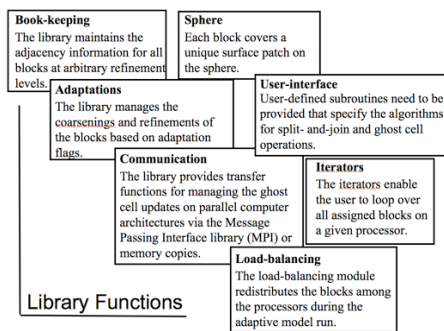 Book-keeping
The library maintains the
adjacency information for all
blocks at arbitrary refinement
levels.
Sphere
Each block covers a
unique surface patch on
the sphere.
Adaptations
The library manages the
coarsenings and refinements
of the blocks based on adaptation
flags.
User-interface
User-defined subroutines need to be
provided that specify the algorithms
for split- and-join and ghost cell
operations.
Communication
The library provides transfer
functions for managing the ghost
cell updates on parallel computer
architectures via the Message
Passing Interface library (MPI) or
memory copies.
Iterators
The iterators enable
the user to loop over
all assigned blocks on
a given processor.
Load-balancing
The load-balancing module
redistributes the blocks among
the processors during the
adaptive model run.
Library Functions